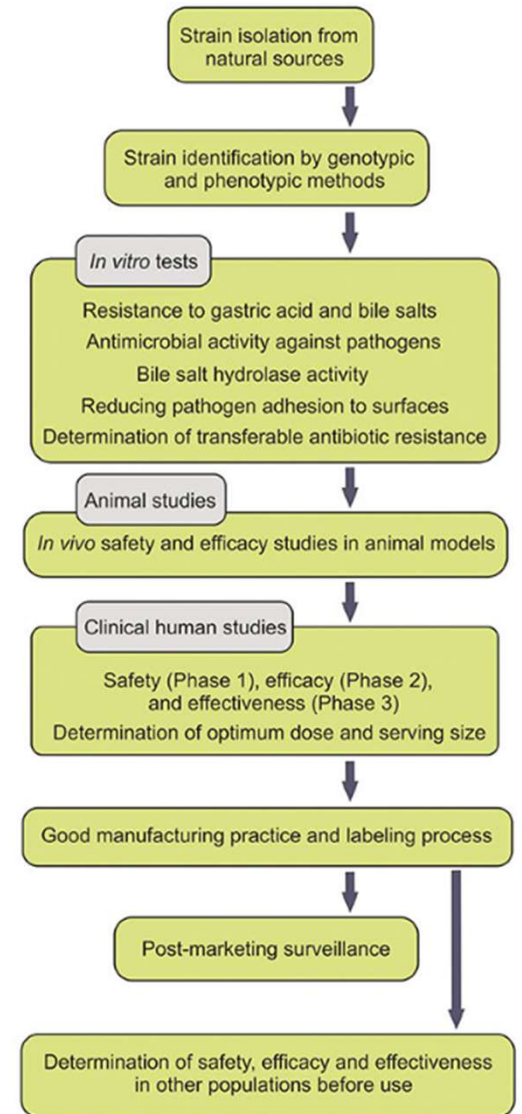 Strain isolation from
natural sources
Strain identification by genotypic
and phenotypic methods
In vitro tests
Resistance to gastric acid and bile salts
Antimicrobial activity against pathogens
Bile salt hydrolase activity
Reducing pathogen adhesion to surfaces
Determination of transferable antibiotic resistance
Animal studies
In vivo safety and efficacy studies in animal models
Clinical human studies
Safety (Phase 1), efficacy (Phase 2),
and effectiveness (Phase 3)
Determination of optimum dose and serving size
Good manufacturing practice and labeling process
Post-marketing surveillance
Determination of safety, efficacy and effectiveness
in other populations before use